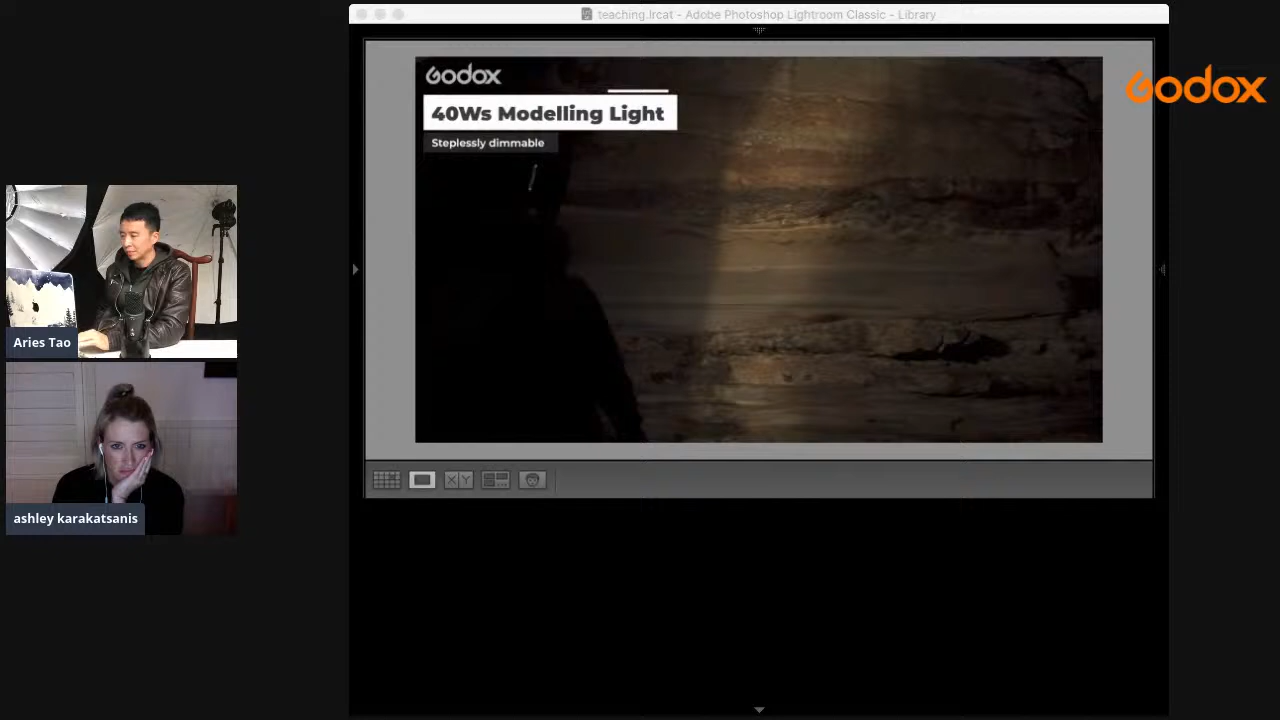 teaching.lrcat - Adobe Photoshop Lightroom Classic - Library
Godox
40Ws Modelling Light
Steplessly dimmable
Godox
Aries Tao
ashley karakatsanis
X Y